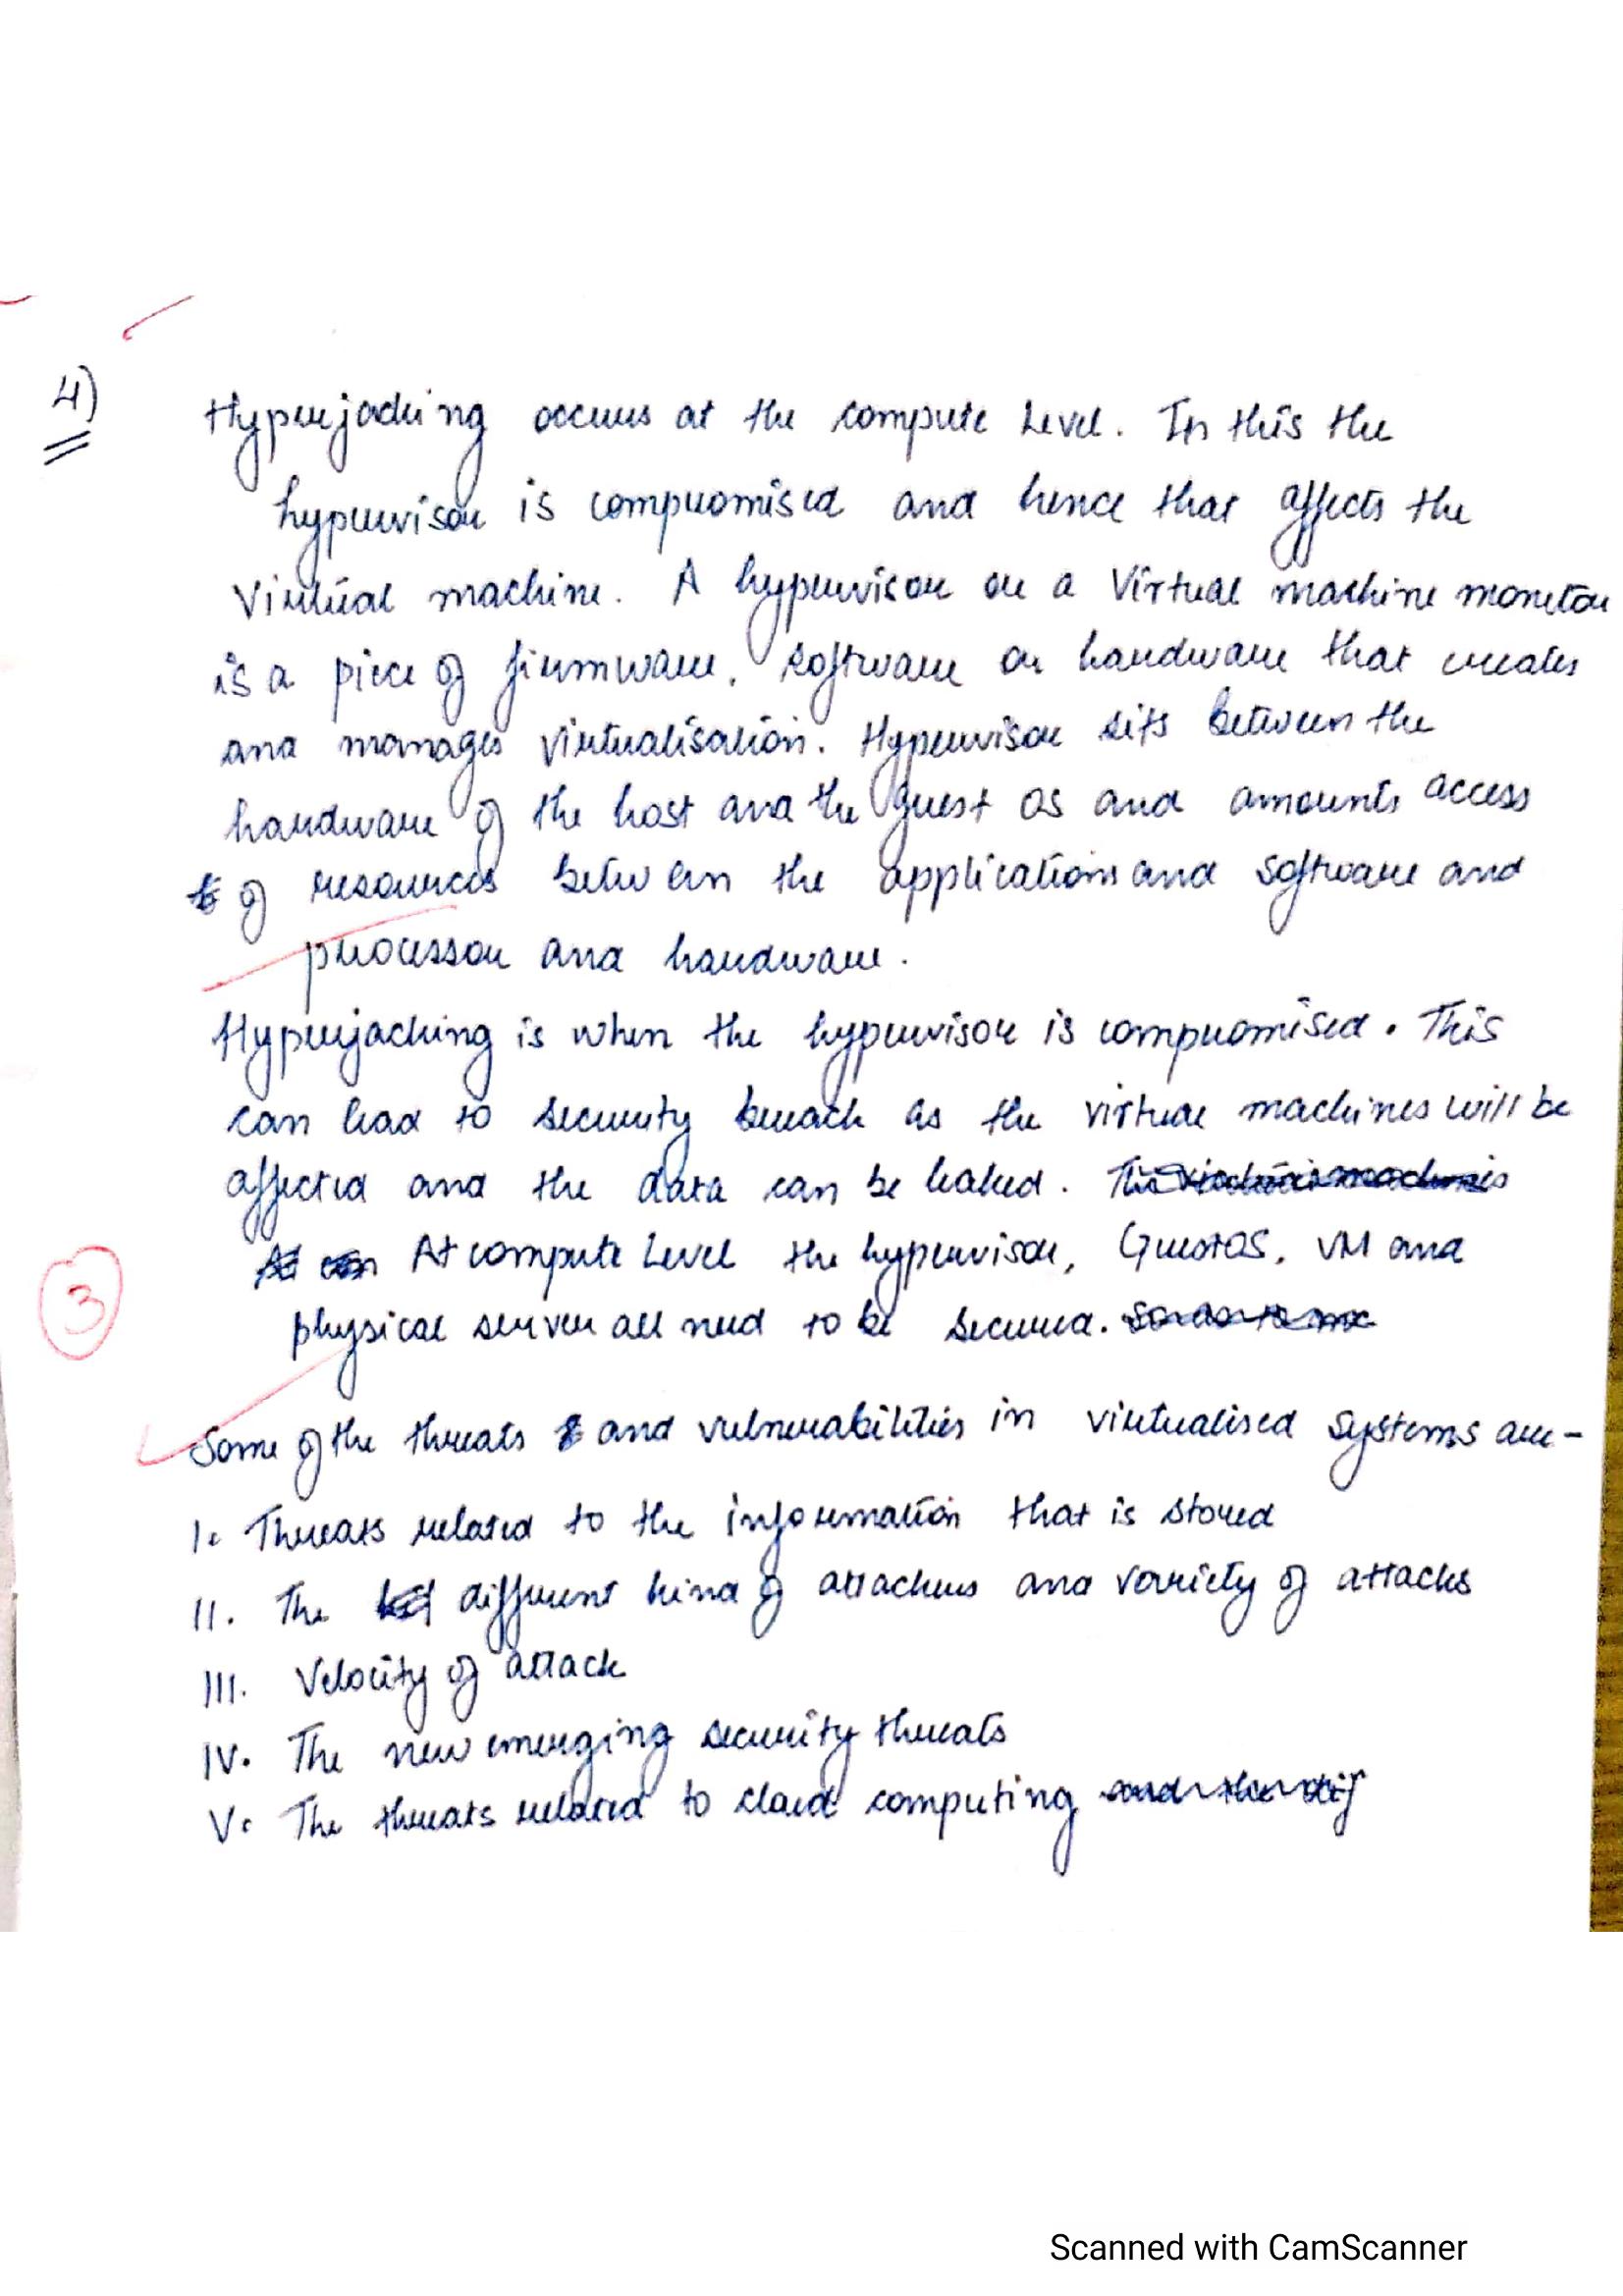 4)
Hyperjacking occurs at the compute Level. In this the
hypervisor is compromised and hence that affects the
Virtual machine. A hypervisor or a Virtual machine monitor
is a piece of firmware, software or hardware that creates
and manages virtualisation. Hypervisor sits between the
hardware of the host and the guest OS and amounts access
of resources between the applications and software and
processor and hardware.
Hyperjacking is when the hypervisor is compromised. This
can lead to security breach as the virtual machines will be
affected and the data can be leaked.
At compute Level the hypervisor, Guest OS, VM and
3
physical server all need to be secured.
Some of the threats and vulnerabilities in virtualised systems are-
I. Threats related to the information that is stored
II. The different kind of attackers and variety of attacks
III. Velocity of attack
IV. The new emerging security threats
V. The threats related to cloud computing
Scanned with CamScanner